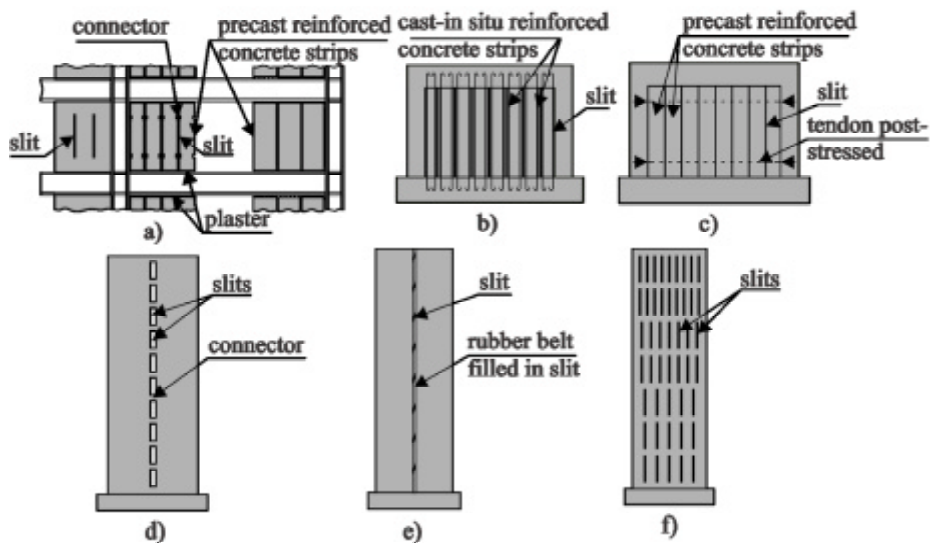 connector
precast reinforced
concrete strips
slit
slit
plaster
a)
cast-in situ reinforced
concrete strips
slit
b)
precast reinforced
concrete strips
slit
tendon post-
stressed
c)
slits
connector
d)
slit
rubber belt
filled in slit
e)
slits
f)